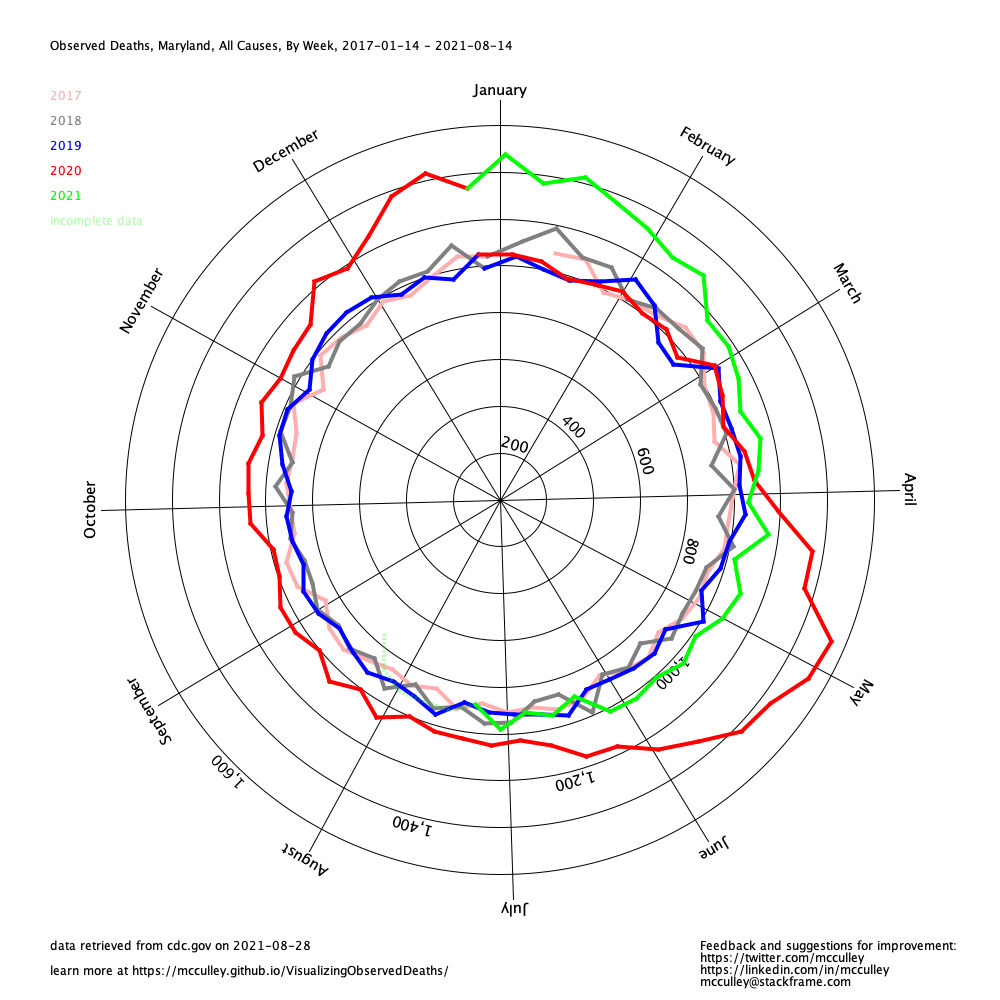 Observed Deaths, Maryland, All Causes, By Week, 2017-01-14 - 2021-08-14
2017
2018
2019
2020
2021
incomplete data
January
February
March
April
May
June
July
August
September
October
November
December
200
400
600
800
1,000
1,200
1,400
1,600
data retrieved from cdc.gov on 2021-08-28
learn more at https://mcculley.github.io/VisualizingObservedDeaths/
Feedback and suggestions for improvement:
https://twitter.com/mcculley
https://linkedin.com/in/mcculley
mcculley@stackframe.com